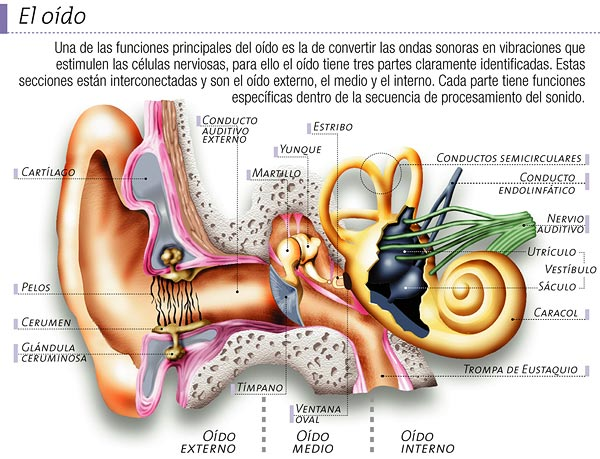 El oído
Una de las funciones principales del oído es la de convertir las ondas sonoras en vibraciones que
estimulen las células nerviosas, para ello el oído tiene tres partes claramente identificadas. Estas
secciones están interconectadas y son el oído externo, el medio y el interno. Cada parte tiene funciones
específicas dentro de la secuencia de procesamiento del sonido.
CONDUCTO
AUDITIVO
EXTERNO
ESTRIBO
YUNQUE
MARTILLO
CARTÍLAGO
CONDUCTOS SEMICIRCULARES
CONDUCTO
ENDOLINFÁTICO
NERVIO
AUDITIVO
UTRÍCULO
VESTÍBULO
SÁCULO
PELOS
CARACOL
CERUMEN
GLÁNDULA
CERUMINOSA
TROMPA DE EUSTAQUIO
TÍMPANO
VENTANA
OVAL
OÍDO
EXTERNO
OÍDO
MEDIO
OÍDO
INTERNO